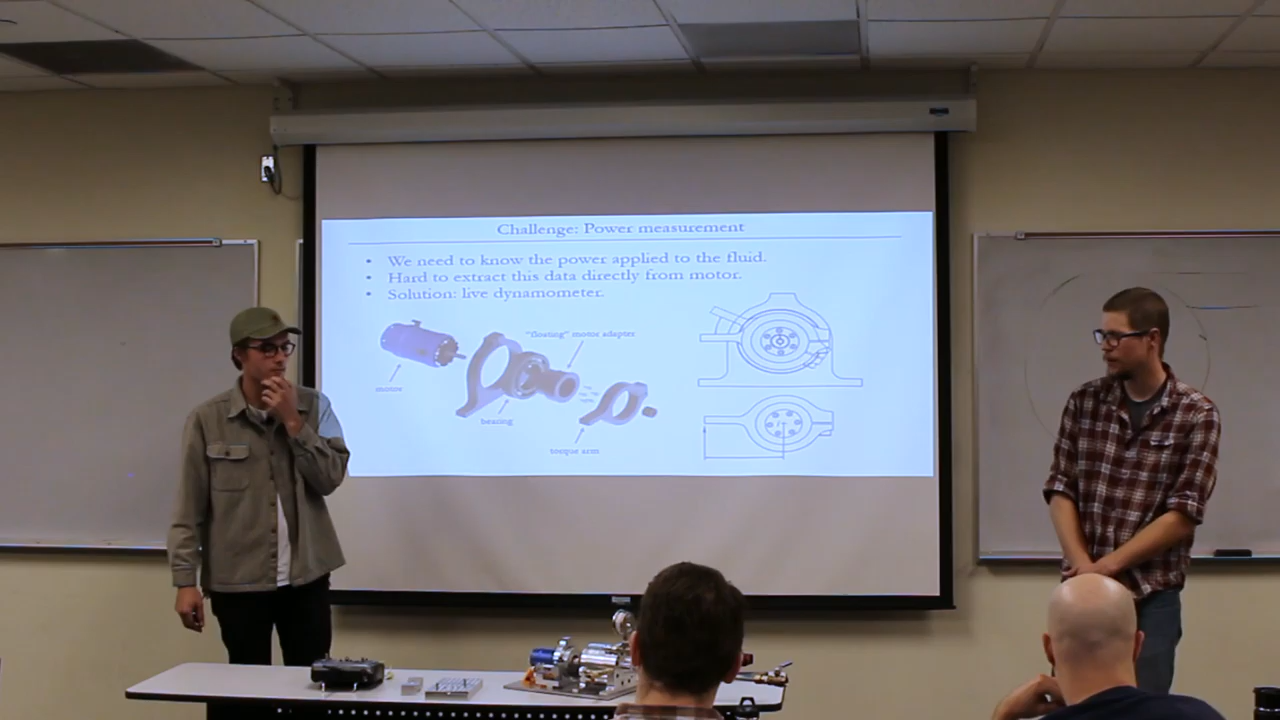 Challenge: Power measurement
• We need to know the power applied to the fluid.
• Hard to extract this data directly from motor.
• Solution: live dynamometer.
"floating" motor adapter
motor
bearing
torque arm